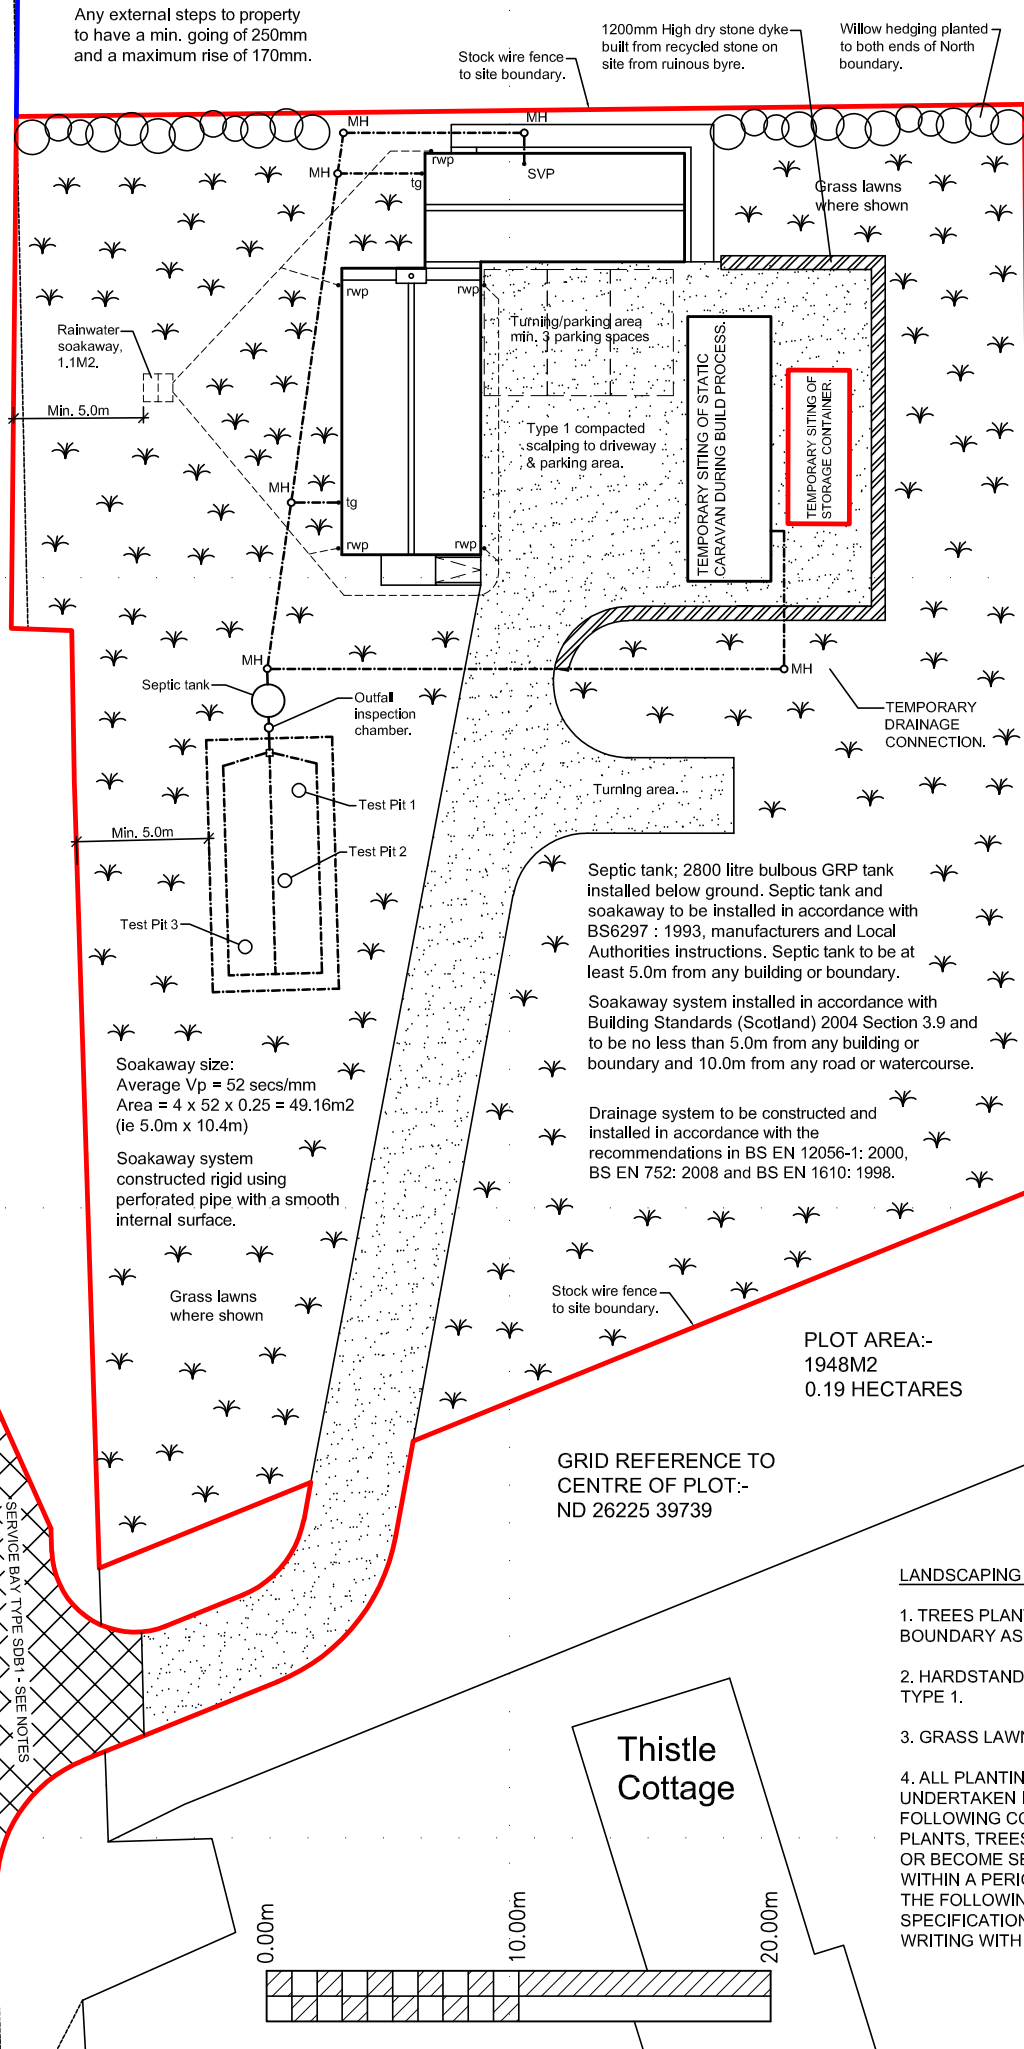 Any external steps to property
to have a min. going of 250mm
and a maximum rise of 170mm.
Stock wire fence
to site boundary.
1200mm High dry stone dyke
built from recycled stone on
site from ruinous byre.
Willow hedging planted
to both ends of North
boundary.
MH
MH
rwp
SVP
MH
tg
Grass lawns
where shown
rwp
rwp
Rainwater
soakaway,
1.1M2.
Turning/parking area
min. 3 parking spaces
Min. 5.0m
Type 1 compacted
scalping to driveway
& parking area.
TEMPORARY SITING OF STATIC
CARAVAN DURING BUILD PROCESS.
TEMPORARY SITING OF
STORAGE CONTAINER.
MH
tg
rwp
rwp
MH
MH
Septic tank
Outfall
inspection
chamber.
TEMPORARY
DRAINAGE
CONNECTION.
Turning area.
Test Pit 1
Min. 5.0m
Test Pit 2
Test Pit 3
Septic tank; 2800 litre bulbous GRP tank
installed below ground. Septic tank and
soakaway to be installed in accordance with
BS6297 : 1993, manufacturers and Local
Authorities instructions. Septic tank to be at
least 5.0m from any building or boundary.
Soakaway system installed in accordance with
Building Standards (Scotland) 2004 Section 3.9 and
to be no less than 5.0m from any building or
boundary and 10.0m from any road or watercourse.
Soakaway size:
Average Vp = 52 secs/mm
Area = 4 x 52 x 0.25 = 49.16m2
(ie 5.0m x 10.4m)
Soakaway system
constructed rigid using
perforated pipe with a smooth
internal surface.
Drainage system to be constructed and
installed in accordance with the
recommendations in BS EN 12056-1: 2000,
BS EN 752: 2008 and BS EN 1610: 1998.
Grass lawns
where shown
Stock wire fence
to site boundary.
PLOT AREA:-
1948M2
0.19 HECTARES
GRID REFERENCE TO
CENTRE OF PLOT:-
ND 26225 39739
SERVICE BAY TYPE SDB1 - SEE NOTES
LANDSCAPING
1. TREES PLAN
BOUNDARY AS
2. HARDSTAND
TYPE 1.
3. GRASS LAW
4. ALL PLANTIN
UNDERTAKEN
FOLLOWING CO
PLANTS, TREES
OR BECOME SE
WITHIN A PERIO
THE FOLLOWIN
SPECIFICATION
WRITING WITH
Thistle
Cottage
0.00m
10.00m
20.00m